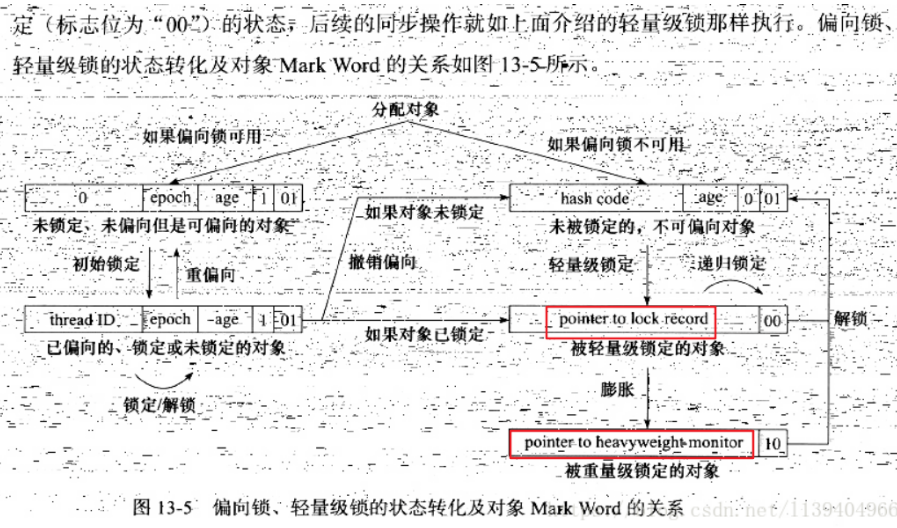 定（标志位为“00”）的状态，后续的同步操作就如上面介绍的轻量级锁那样执行。偏向锁、
轻量级锁的状态转化及对象 Mark Word 的关系如图 13-5 所示。
分配对象
如果偏向锁可用
如果偏向锁不可用
0 epoch age 1 01
hash code age 0 01
未锁定、未偏向但是可偏向的对象
如果对象未锁定
未被锁定的，不可偏向对象
初始锁定
重偏向
撤销偏向
轻量级锁定
递归锁定
thread ID epoch age 1 01
pointer to lock record 00
解锁
已偏向的、锁定或未锁定的对象
如果对象已锁定
被轻量级锁定的对象
锁定/解锁
膨胀
pointer to heavyweight monitor 10
被重量级锁定的对象
图 13-5 偏向锁、轻量级锁的状态转化及对象 Mark Word 的关系
csdn.net/l139404966